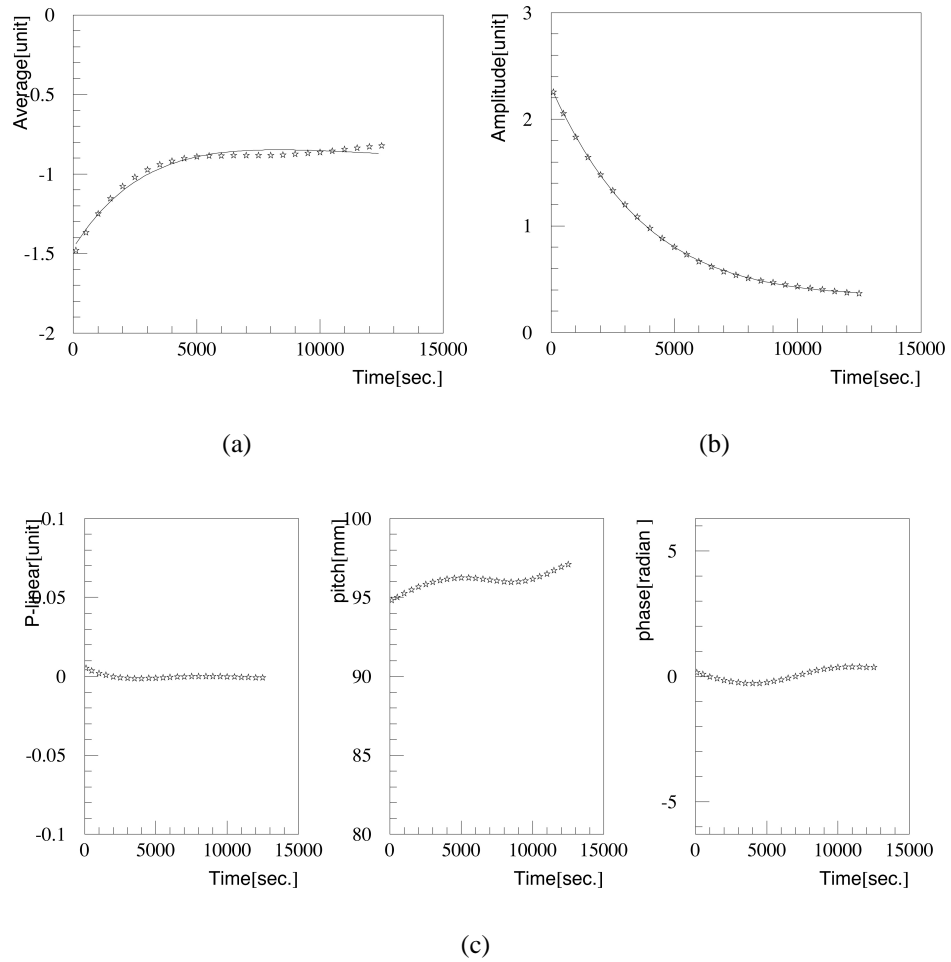 Average[unit]
0
-0.5
-1
-1.5
-2
0 5000 10000 15000
Time[sec.]
(a)
Amplitude[unit]
3
2
1
0
0 5000 10000 15000
Time[sec.]
(b)
P-linear[unit]
0.1
0.05
0
-0.05
-0.1
0 5000 10000 15000
Time[sec.]
pitch[mm]
100
95
90
85
80
0 5000 10000 15000
Time[sec.]
phase[radian ]
5
0
-5
0 5000 10000 15000
Time[sec.]
(c)